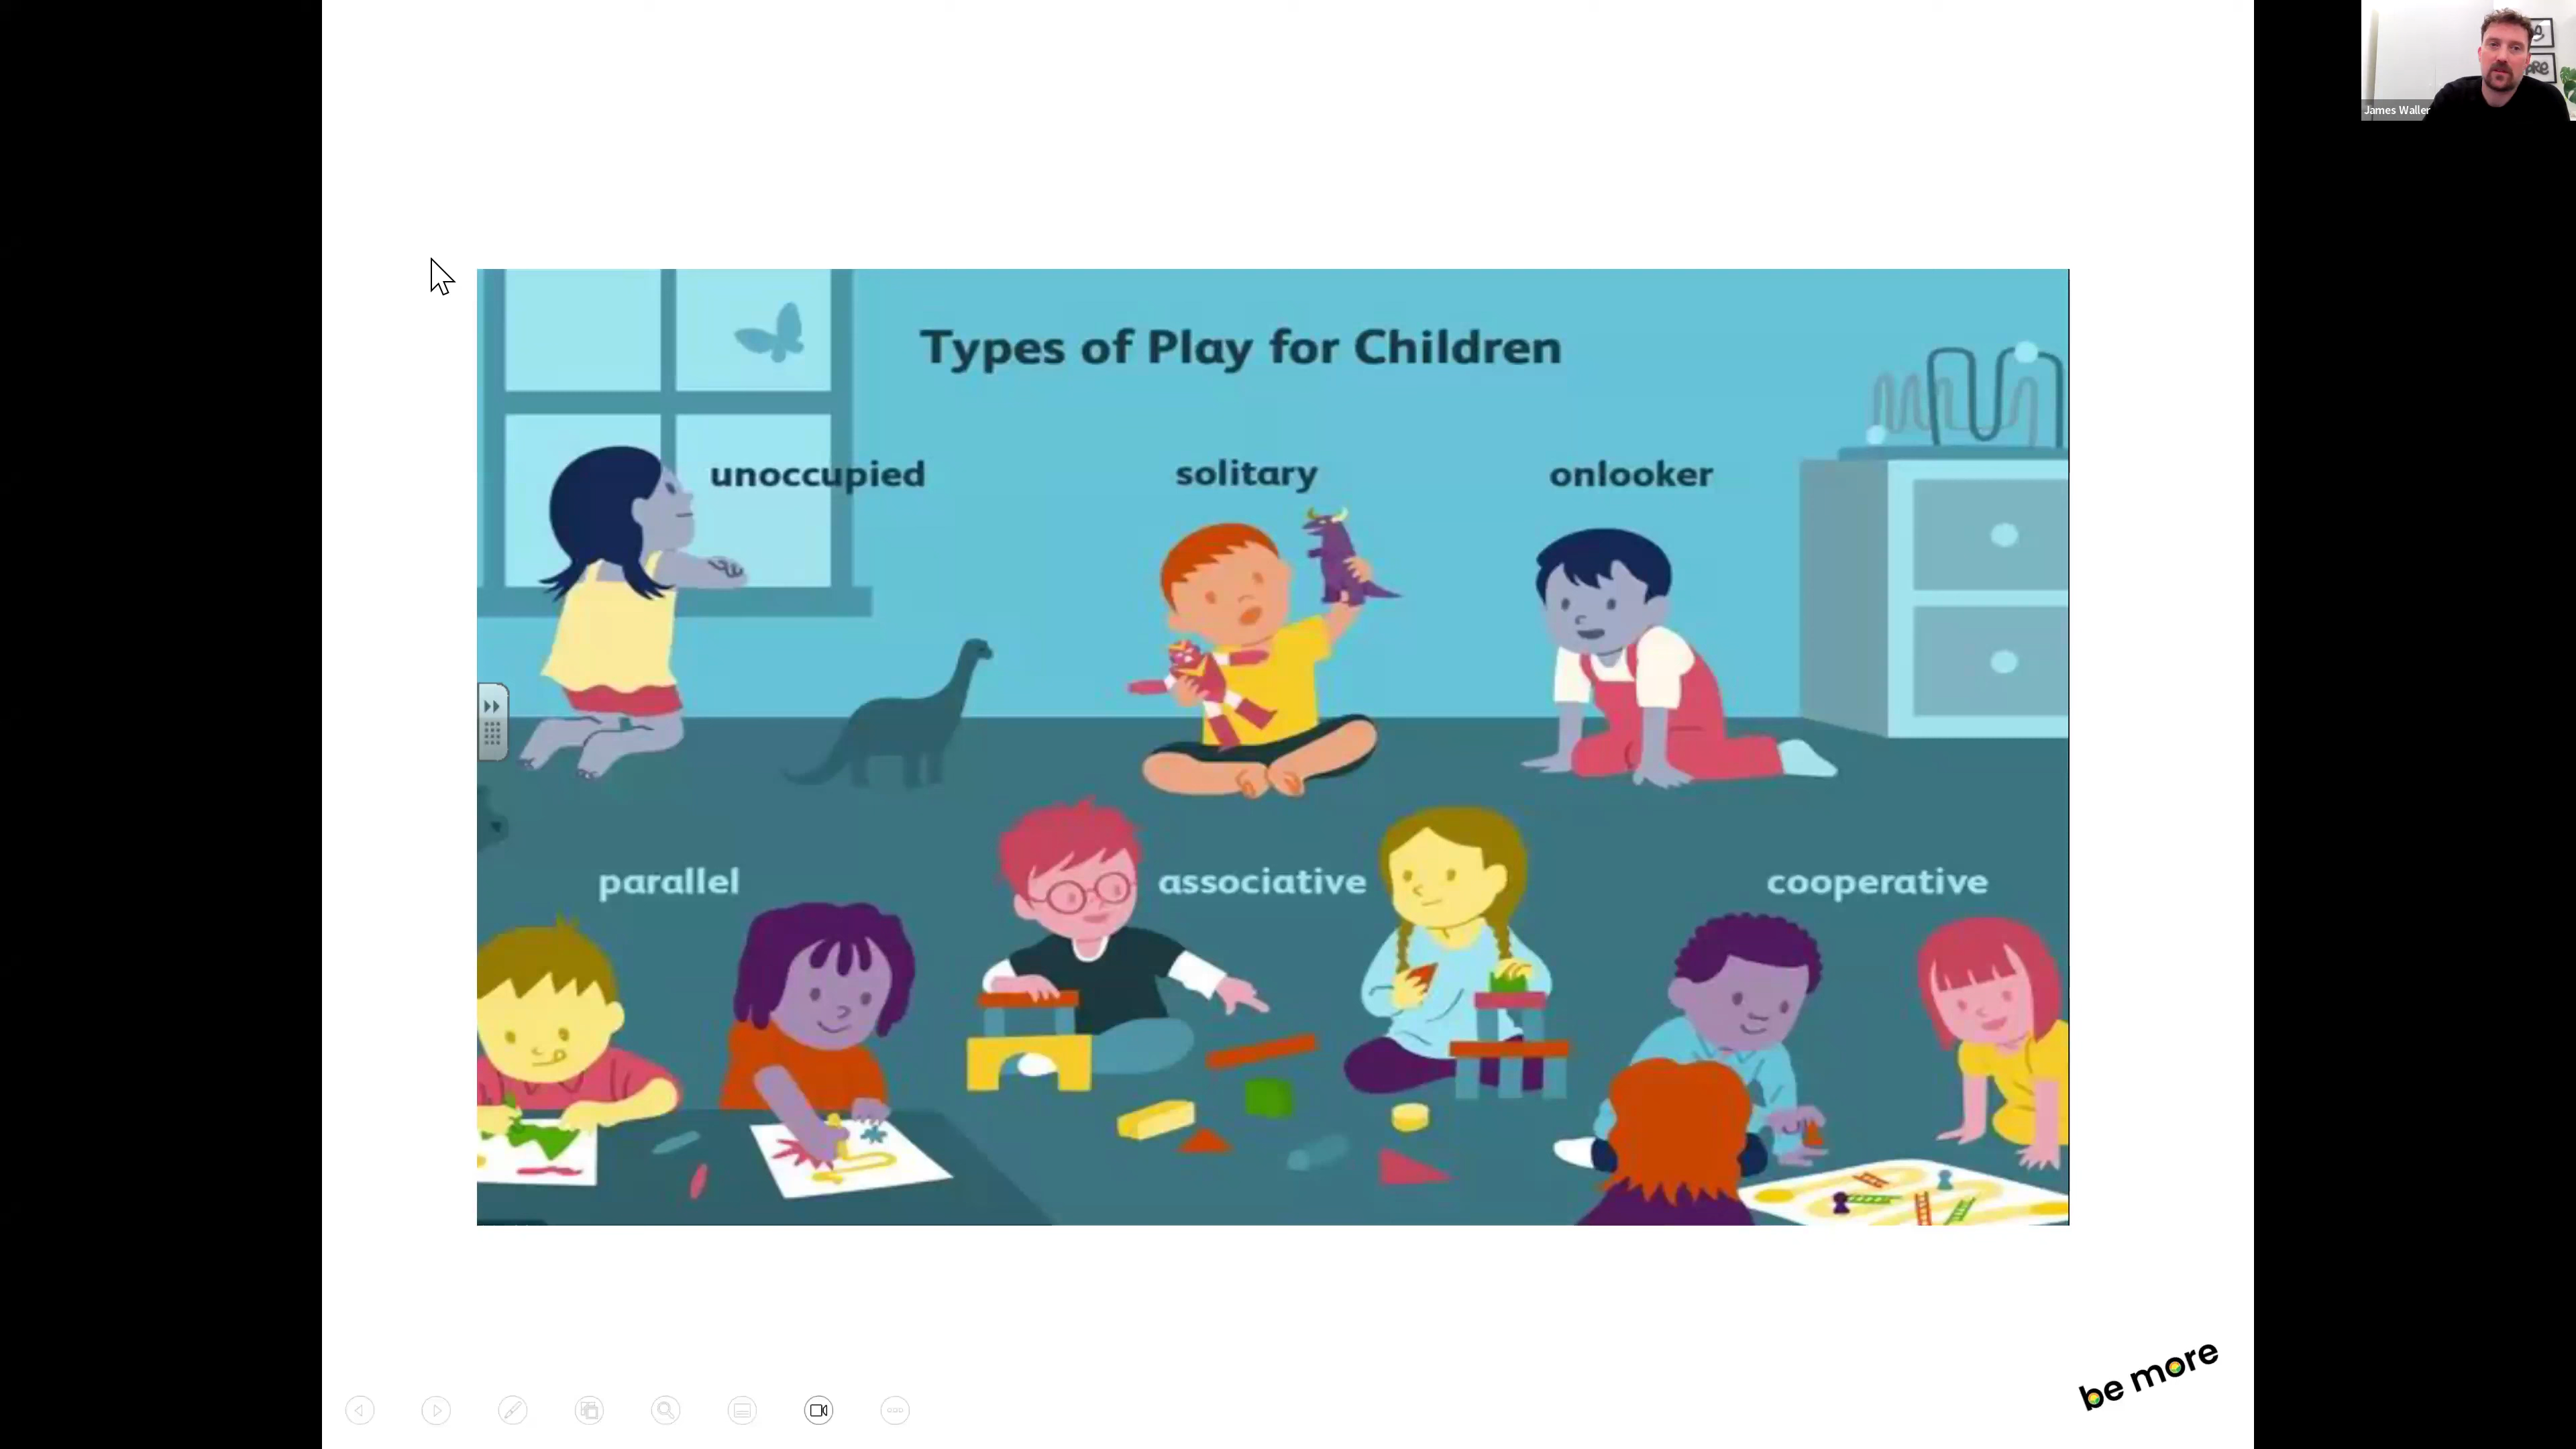 James Waller
Types of Play for Children
unoccupied
solitary
onlooker
parallel
associative
cooperative
be more